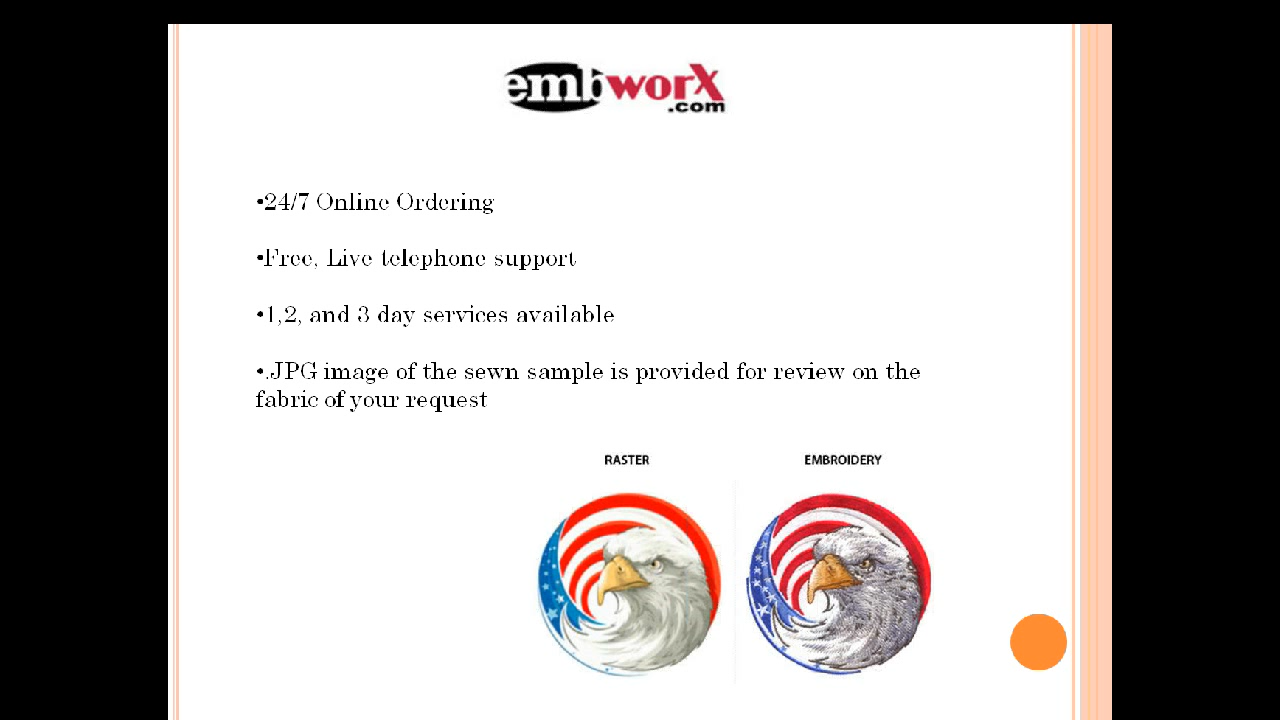 embworx
.com
•24/7 Online Ordering
•Free, Live telephone support
•1,2, and 3 day services available
•.JPG image of the sewn sample is provided for review on the
fabric of your request
RASTER EMBROIDERY